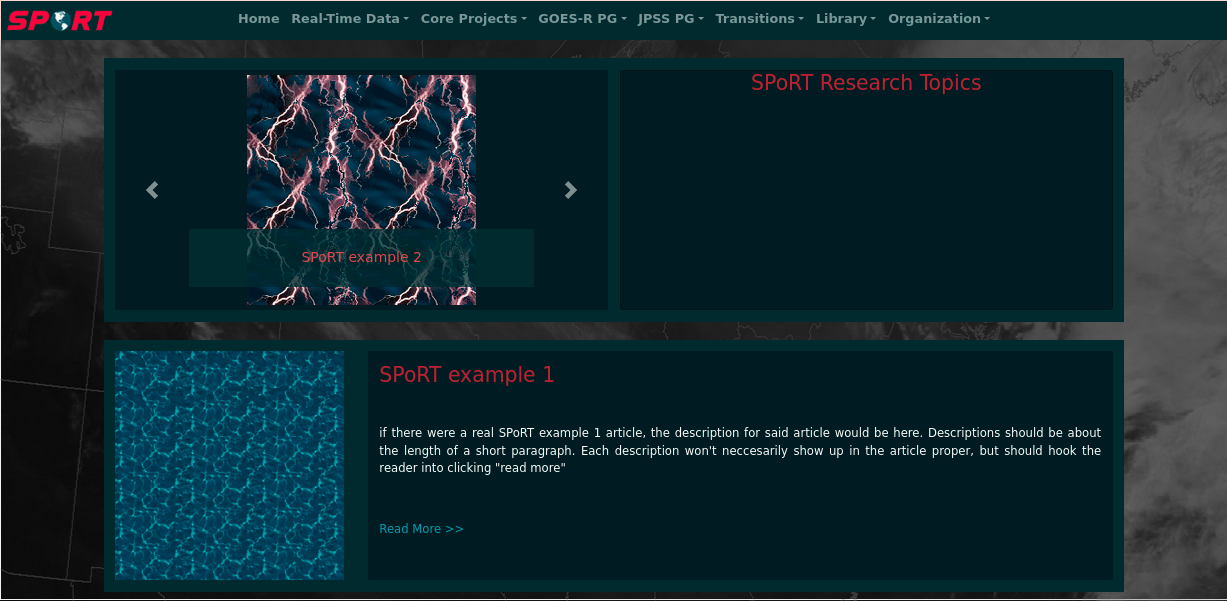 SPoRT
Home Real-Time Data Core Projects GOES-R PG JPSS PG Transitions Library Organization
SPoRT example 2
SPoRT Research Topics
SPoRT example 1
if there were a real SPoRT example 1 article, the description for said article would be here. Descriptions should be about
the length of a short paragraph. Each description won't neccesarily show up in the article proper, but should hook the
reader into clicking "read more"
Read More >>